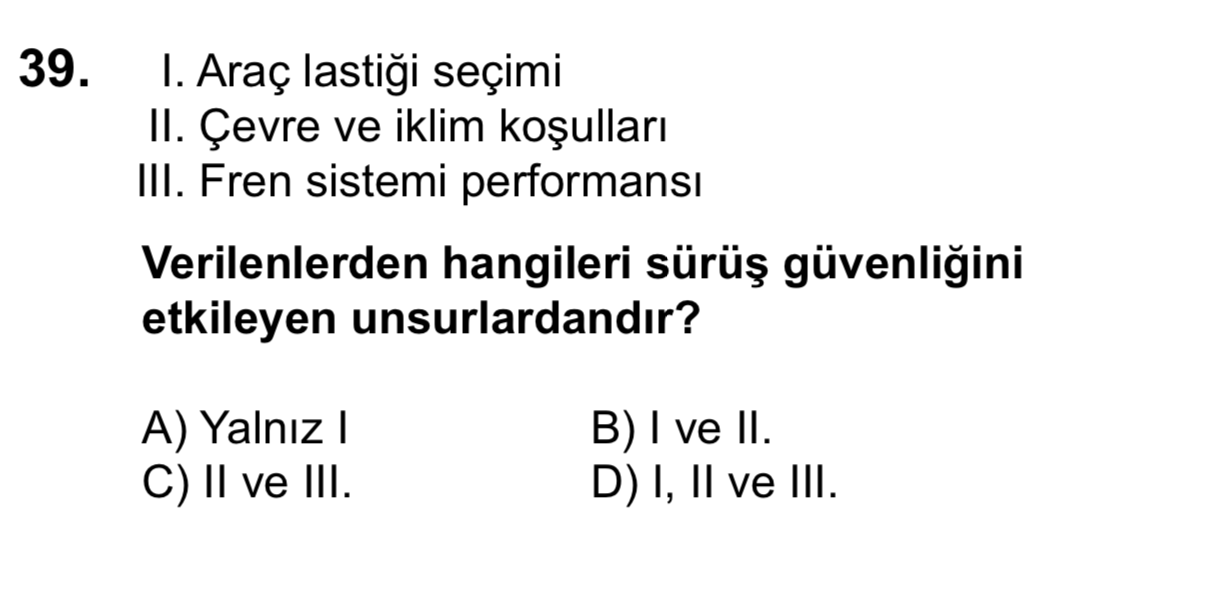 39. I. Araç lastiği seçimi
II. Çevre ve iklim koşulları
III. Fren sistemi performansı
Verilenlerden hangileri sürüş güvenliğini
etkileyen unsurlardandır?
A) Yalnız I B) I ve II.
C) II ve III. D) I, II ve III.